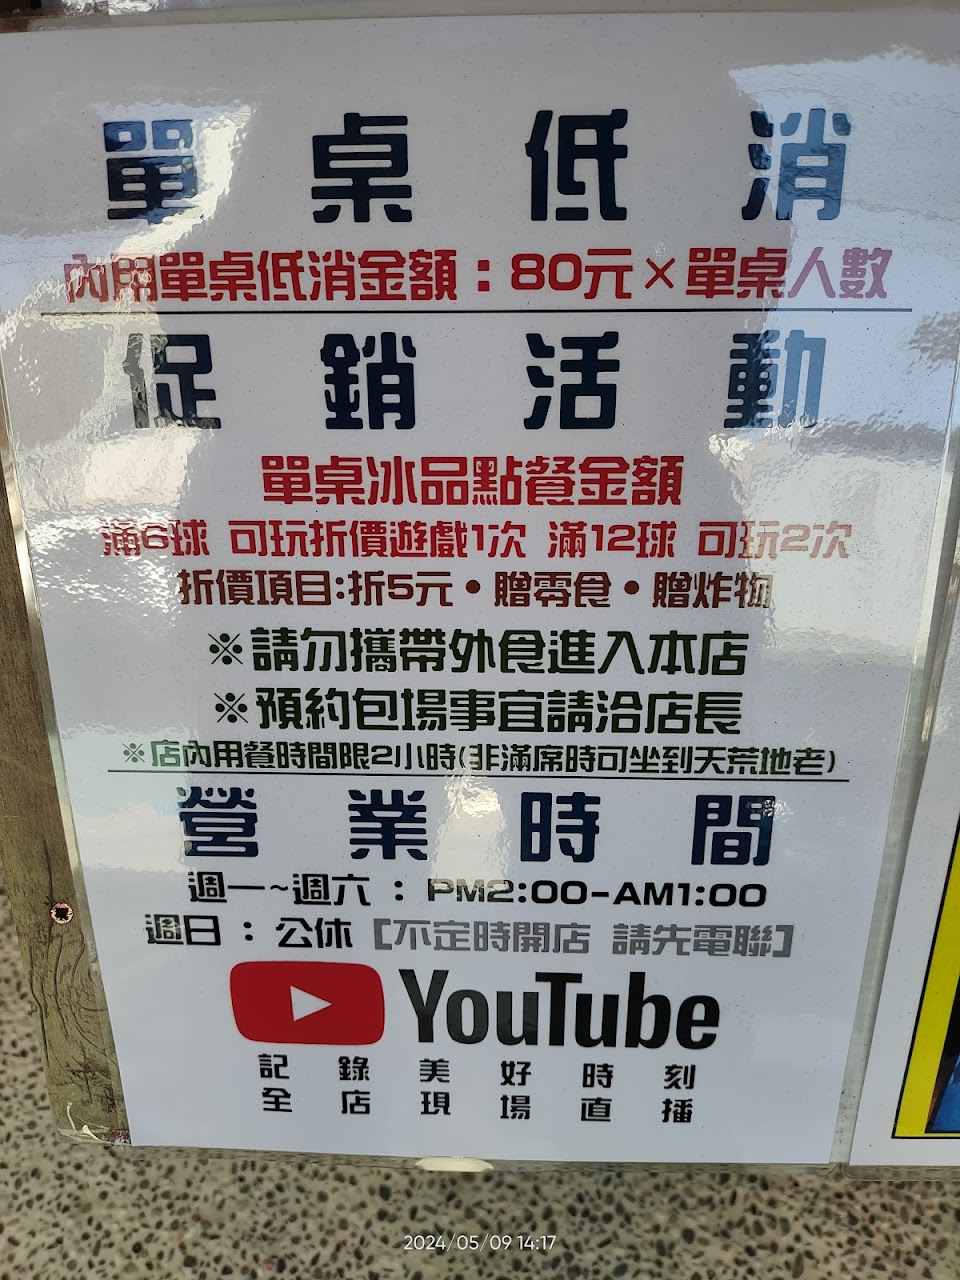 單桌低消
內用單桌低消金額：80元×單桌人數
促銷活動
單桌冰品點餐金額
滿6球 可玩折價遊戲1次 滿12球 可玩2次
折價項目:折5元•贈零食•贈炸物
※請勿攜帶外食進入本店
※預約包場事宜請洽店長
※店內用餐時間限2小時(非滿席時可坐到天荒地老)
營業時間
週一~週六：PM2:00-AM1:00
週日：公休【不定時開店 請先電聯】
YouTube
記錄美好時刻
全店現場直播
2024/05/09 14:17